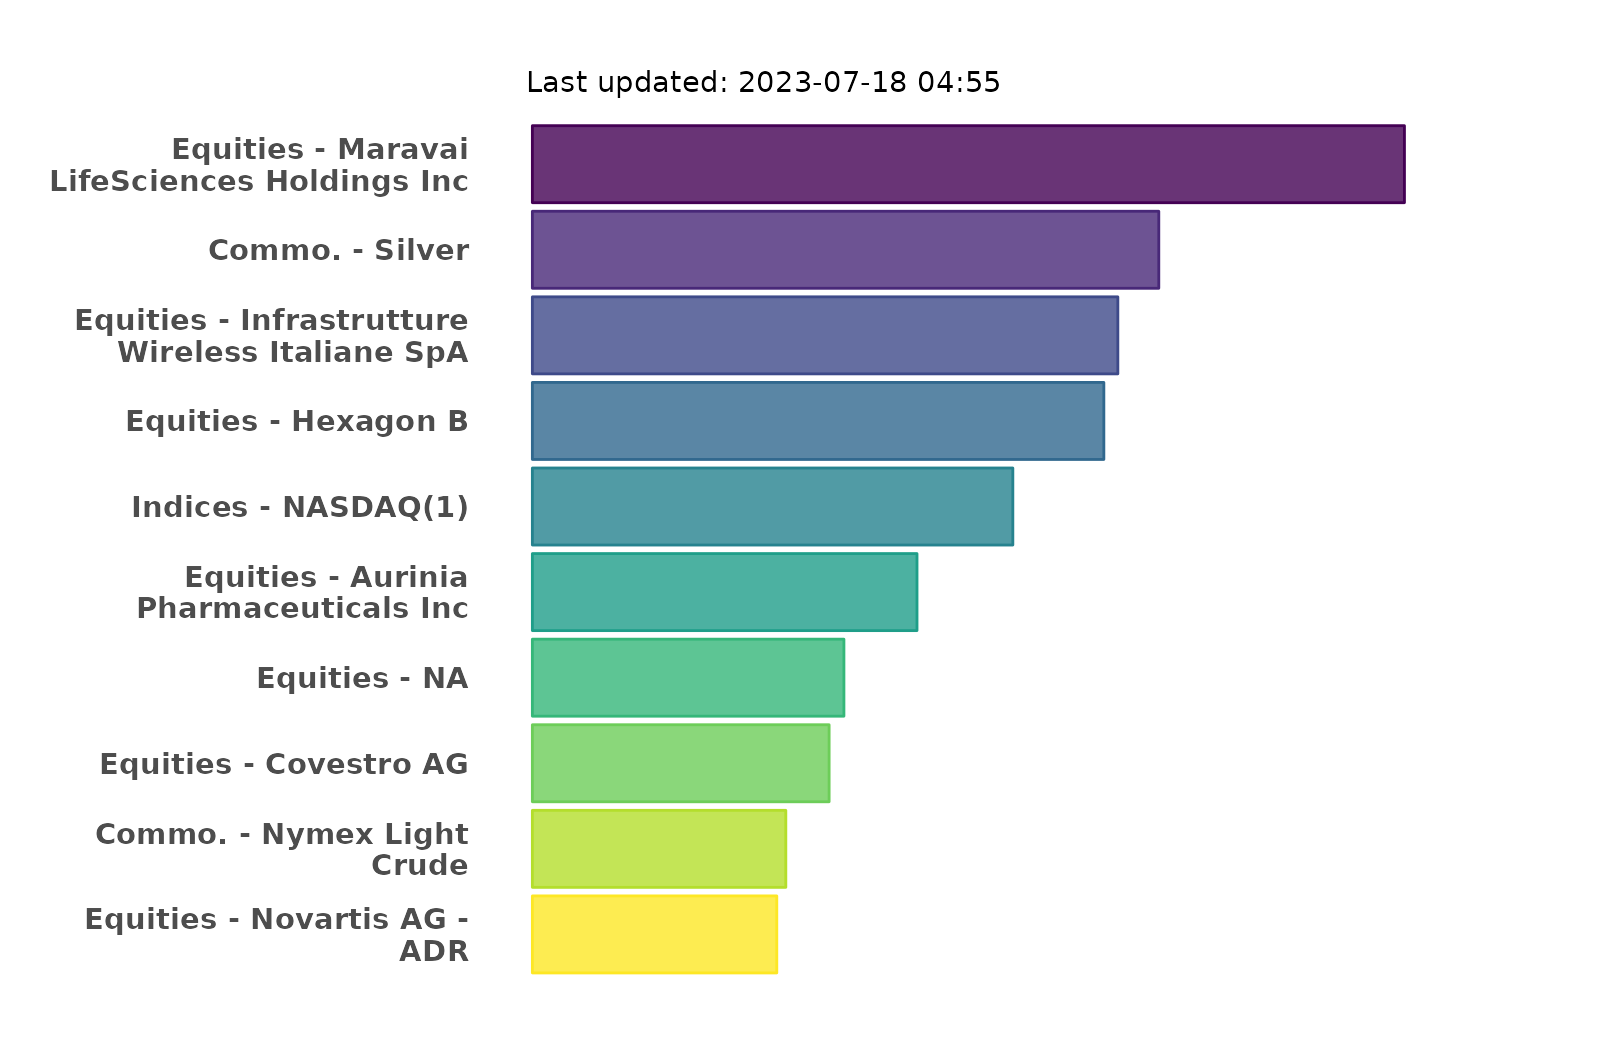 Last updated: 2023-07-18 04:55
Equities - Maravai
LifeSciences Holdings Inc
Commo. - Silver
Equities - Infrastrutture
Wireless Italiane SpA
Equities - Hexagon B
Indices - NASDAQ(1)
Equities - Aurinia
Pharmaceuticals Inc
Equities - NA
Equities - Covestro AG
Commo. - Nymex Light
Crude
Equities - Novartis AG -
ADR